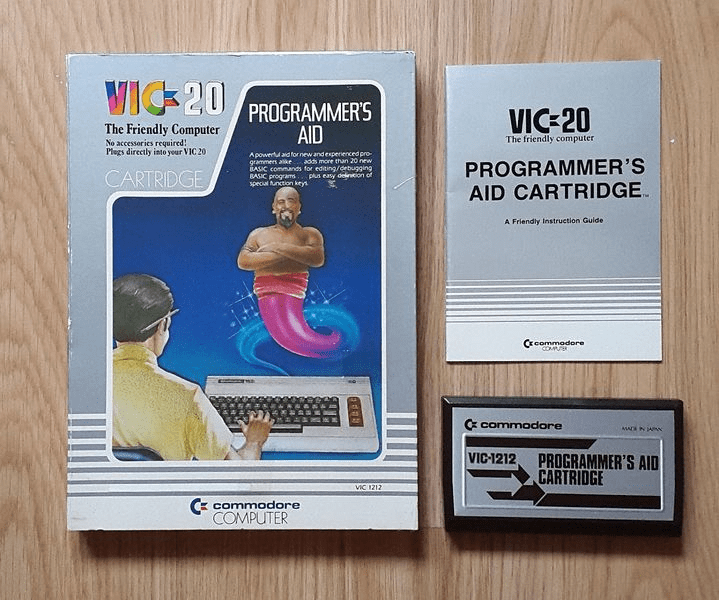 VIC 20
The Friendly Computer
No accessories required!
Plugs directly into your VIC 20
CARTRIDGE
PROGRAMMER'S
AID
A powerful aid for new and experienced pro-
grammers alike . . . adds more than 20 new
BASIC commands for editing/debugging
BASIC programs . . . plus easy definition of
special function keys.
VIC 1212
commodore
COMPUTER
VIC 20
The friendly computer
PROGRAMMER'S
AID CARTRIDGE™
A Friendly Instruction Guide
commodore
COMPUTER
commodore
MADE IN JAPAN
VIC-1212
PROGRAMMER'S AID
CARTRIDGE